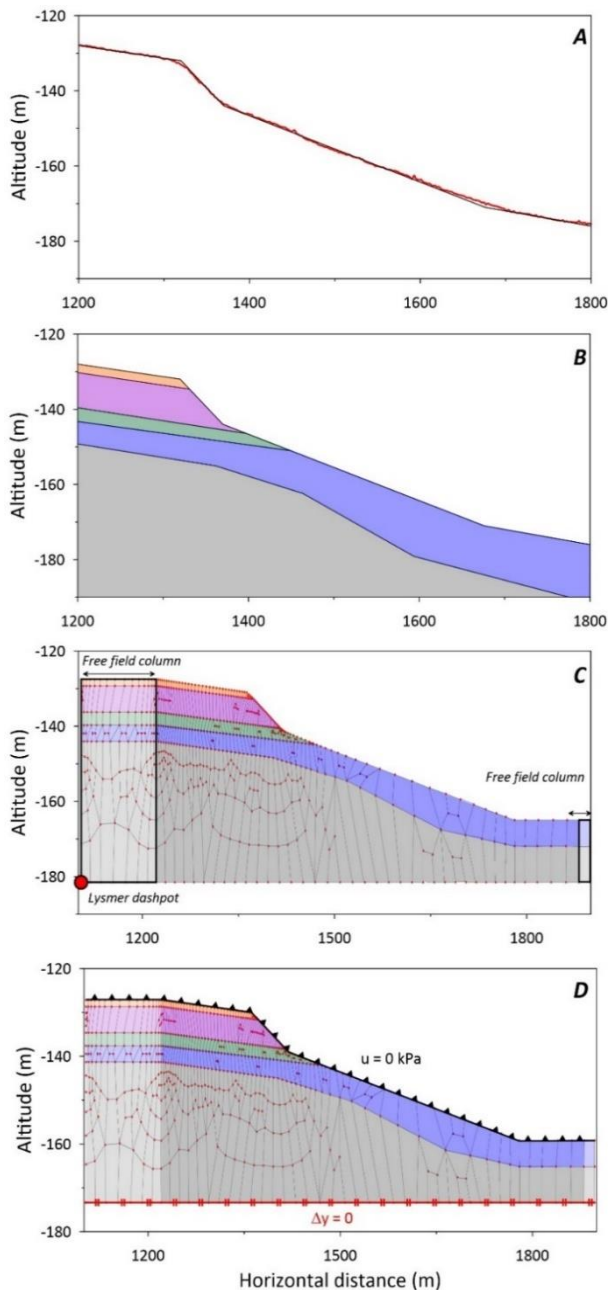 A
-120
-140
-160
-180
Altitude (m)
1200
1400
1600
1800
B
-120
-140
-160
-180
Altitude (m)
1200
1400
1600
1800
C
Free field column
-120
-140
-160
-180
Altitude (m)
Free field column
Lysmer dashpot
1200
1500
1800
D
-120
-140
-160
-180
Altitude (m)
u = 0 kPa
Δy = 0
1200
1500
1800
Horizontal distance (m)